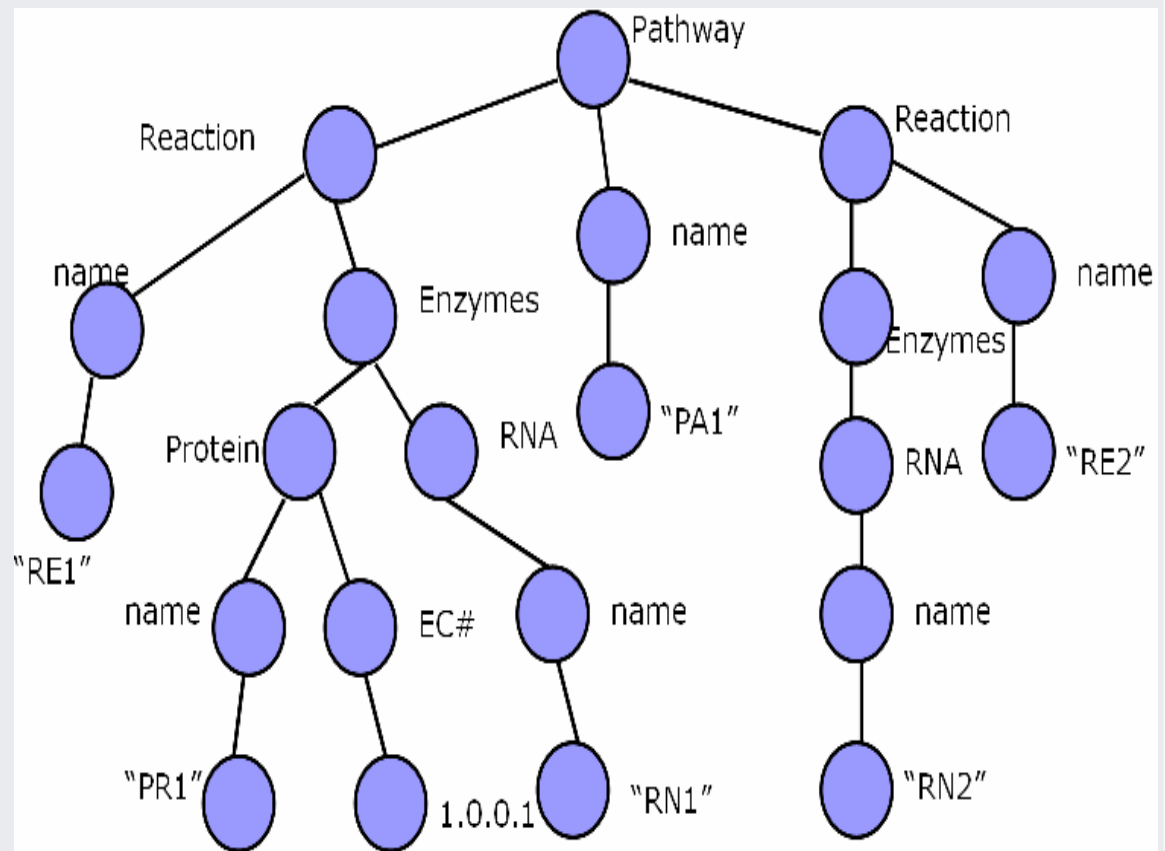 Pathway
Reaction
Reaction
name
name
name
Enzymes
Enzymes
Protein
RNA
"PA1"
RNA
"RE2"
"RE1"
name
EC#
name
name
"PR1"
1.0.0.1
"RN1"
"RN2"